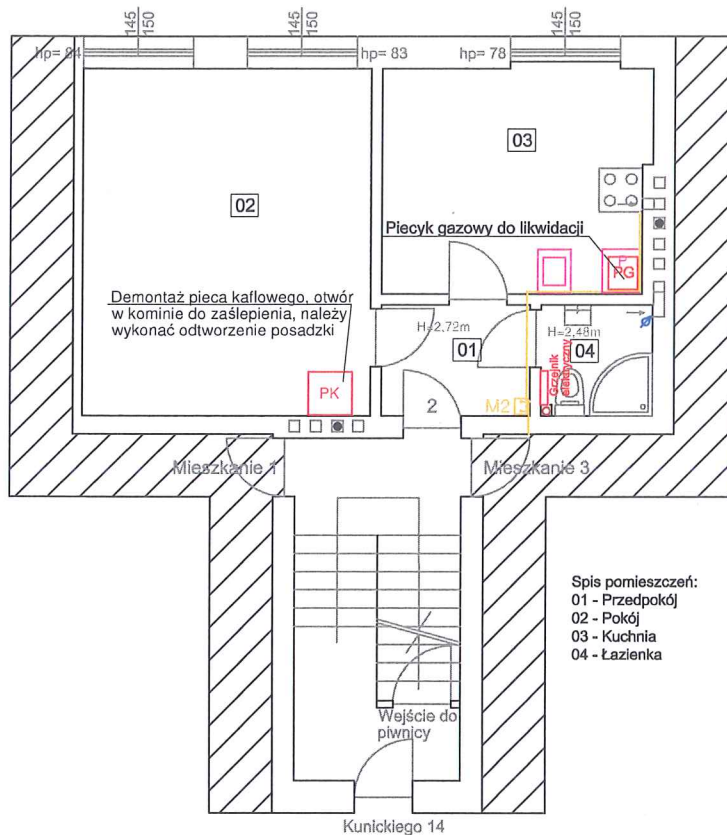 145
150
145
150
145
150
hp= 84
hp= 83
hp= 78
03
02
Piecyk gazowy do likwidacji
P
PG
Demontaż pieca kaflowego, otwór
w kominie do zaślepienia, należy
wykonać odtworzenie posadzki
H=2,72m
01
H=2,48m
04
Grzejnik
elektryczny
PK
2
M2
Mieszkanie 1
Mieszkanie 3
Spis pomieszczeń:
01 - Przedpokój
02 - Pokój
03 - Kuchnia
04 - Łazienka
Wejście do
piwnicy
Kunickiego 14